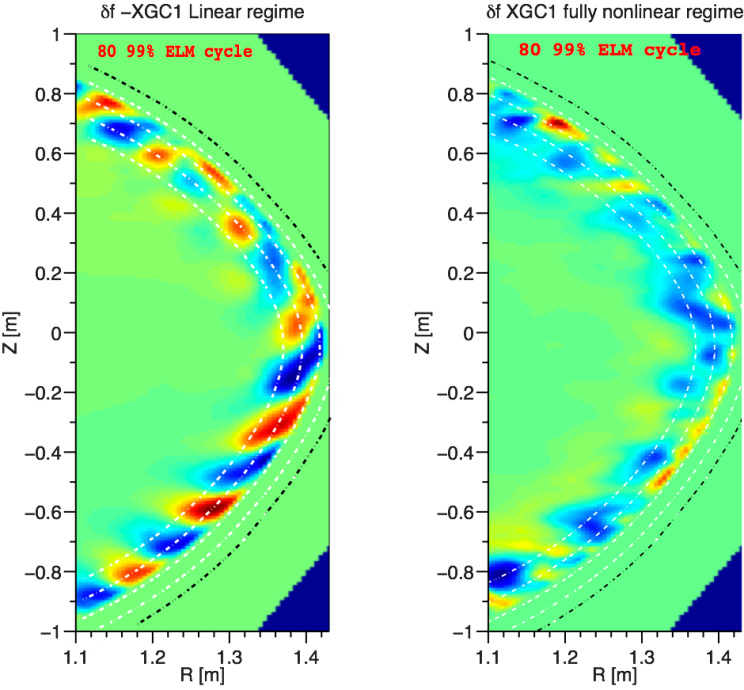 δf −XGC1 Linear regime
80 99% ELM cycle
1
0.8
0.6
0.4
0.2
0
−0.2
−0.4
−0.6
−0.8
−1
Z [m]
1.1 1.2 1.3 1.4
R [m]
δf XGC1 fully nonlinear regime
80 99% ELM cycle
1
0.8
0.6
0.4
0.2
0
−0.2
−0.4
−0.6
−0.8
−1
Z [m]
1.1 1.2 1.3 1.4
R [m]